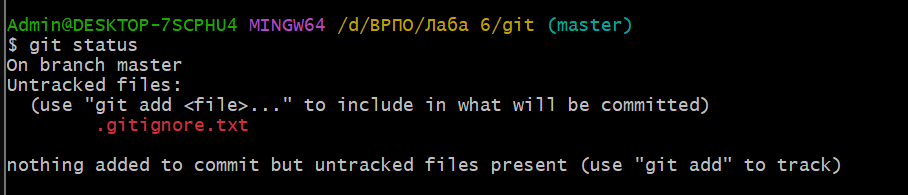 Admin@DESKTOP-7SCPHU4 MINGW64 /d/ВРПО/Лаба 6/git (master)
$ git status
On branch master
Untracked files:
  (use "git add <file>..." to include in what will be committed)
        .gitignore.txt

nothing added to commit but untracked files present (use "git add" to track)